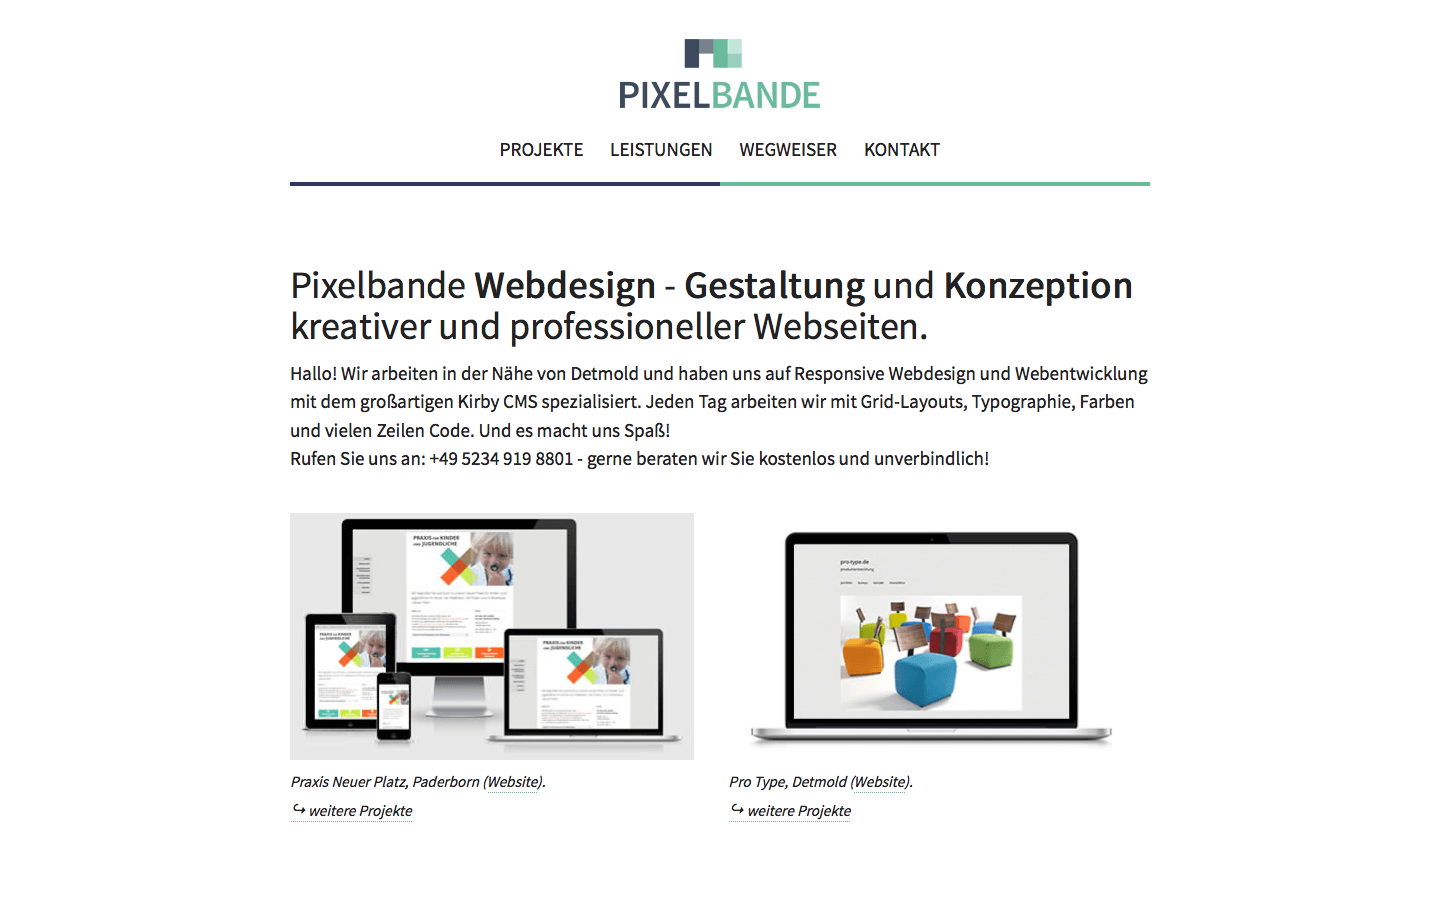 PIXELBANDE
PROJEKTE LEISTUNGEN WEGWEISER KONTAKT
Pixelbande Webdesign - Gestaltung und Konzeption
kreativer und professioneller Webseiten.
Hallo! Wir arbeiten in der Nähe von Detmold und haben uns auf Responsive Webdesign und Webentwicklung
mit dem großartigen Kirby CMS spezialisiert. Jeden Tag arbeiten wir mit Grid-Layouts, Typographie, Farben
und vielen Zeilen Code. Und es macht uns Spaß!
Rufen Sie uns an: +49 5234 919 8801 - gerne beraten wir Sie kostenlos und unverbindlich!
PRAXIS FÜR KINDER
UND JUGENDLICHE
PRAXIS FÜR KINDER
UND JUGENDLICHE
PRAXIS FÜR KINDER
UND JUGENDLICHE
pro-type.de
produktentwicklung
Praxis Neuer Platz, Paderborn (Website).
↪ weitere Projekte
Pro Type, Detmold (Website).
↪ weitere Projekte